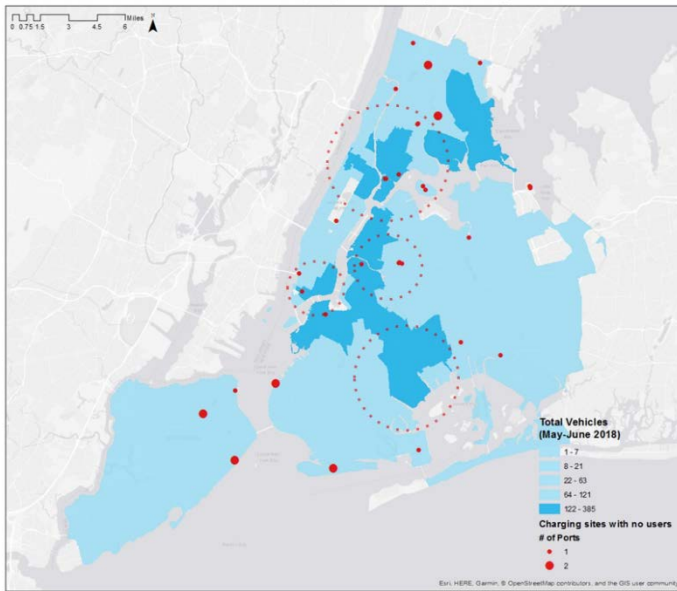 Miles
N
0 0.75 1.5 3 4.5 6
Total Vehicles
(May-June 2018)
1 - 7
8 - 21
22 - 63
64 - 121
122 - 385
Charging sites with no users
# of Ports
1
2
Esri, HERE, Garmin, © OpenStreetMap contributors, and the GIS user community